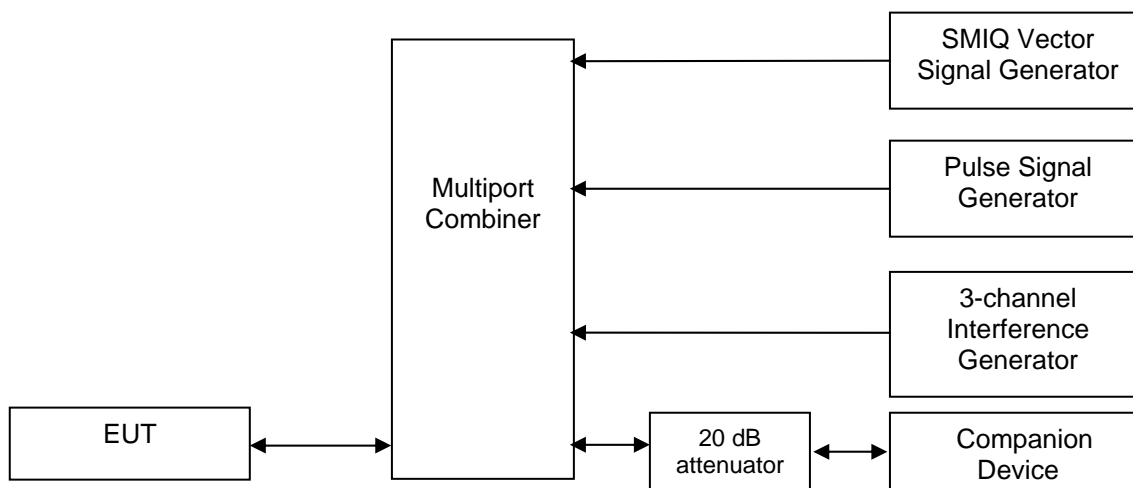 SMIQ Vector
Signal Generator
Pulse Signal
Generator
Multiport
Combiner
3-channel
Interference
Generator
EUT
20 dB
attenuator
Companion
Device